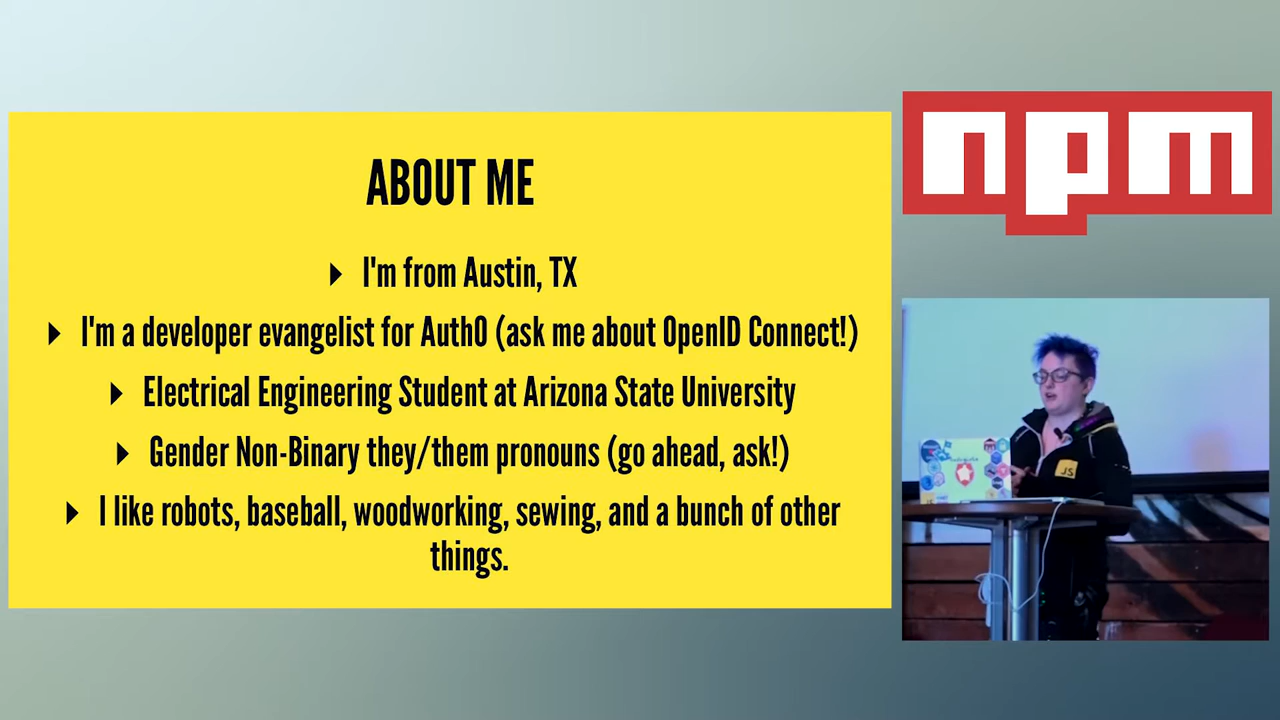 ABOUT ME
I'm from Austin, TX
I'm a developer evangelist for Auth0 (ask me about OpenID Connect!)
Electrical Engineering Student at Arizona State University
Gender Non-Binary they/them pronouns (go ahead, ask!)
I like robots, baseball, woodworking, sewing, and a bunch of other
things.
npm
JS